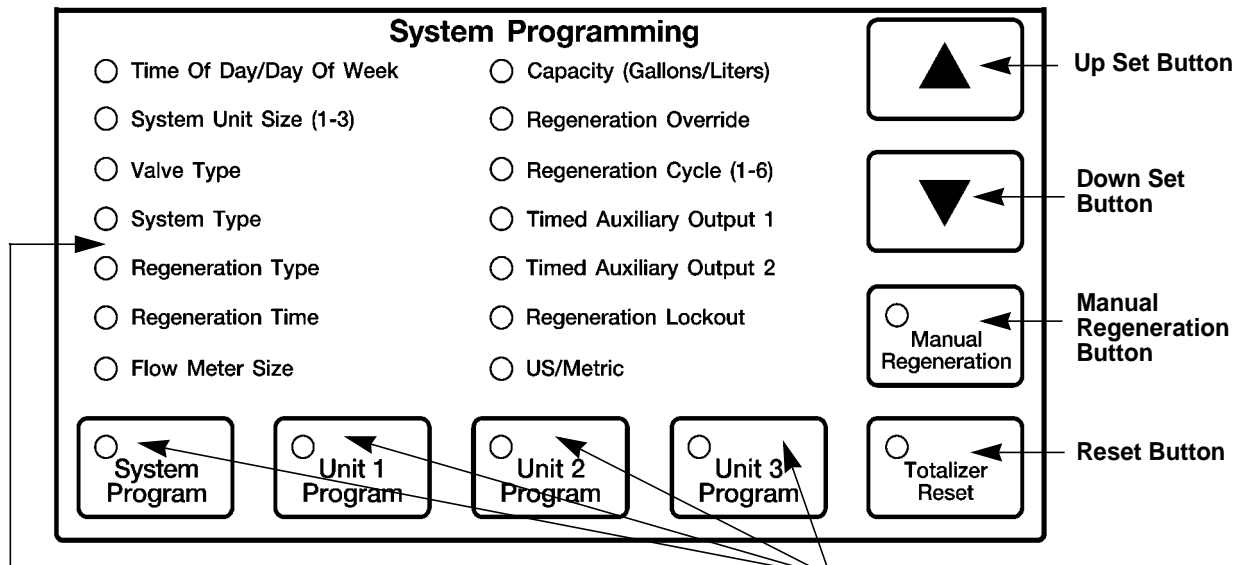 System Programming
Time Of Day/Day Of Week
System Unit Size (1-3)
Valve Type
System Type
Regeneration Type
Regeneration Time
Flow Meter Size
Capacity (Gallons/Liters)
Regeneration Override
Regeneration Cycle (1-6)
Timed Auxiliary Output 1
Timed Auxiliary Output 2
Regeneration Lockout
US/Metric
Manual
Regeneration
System
Program
Unit 1
Program
Unit 2
Program
Unit 3
Program
Totalizer
Reset
Up Set Button
Down Set
Button
Manual
Regeneration
Button
Reset Button